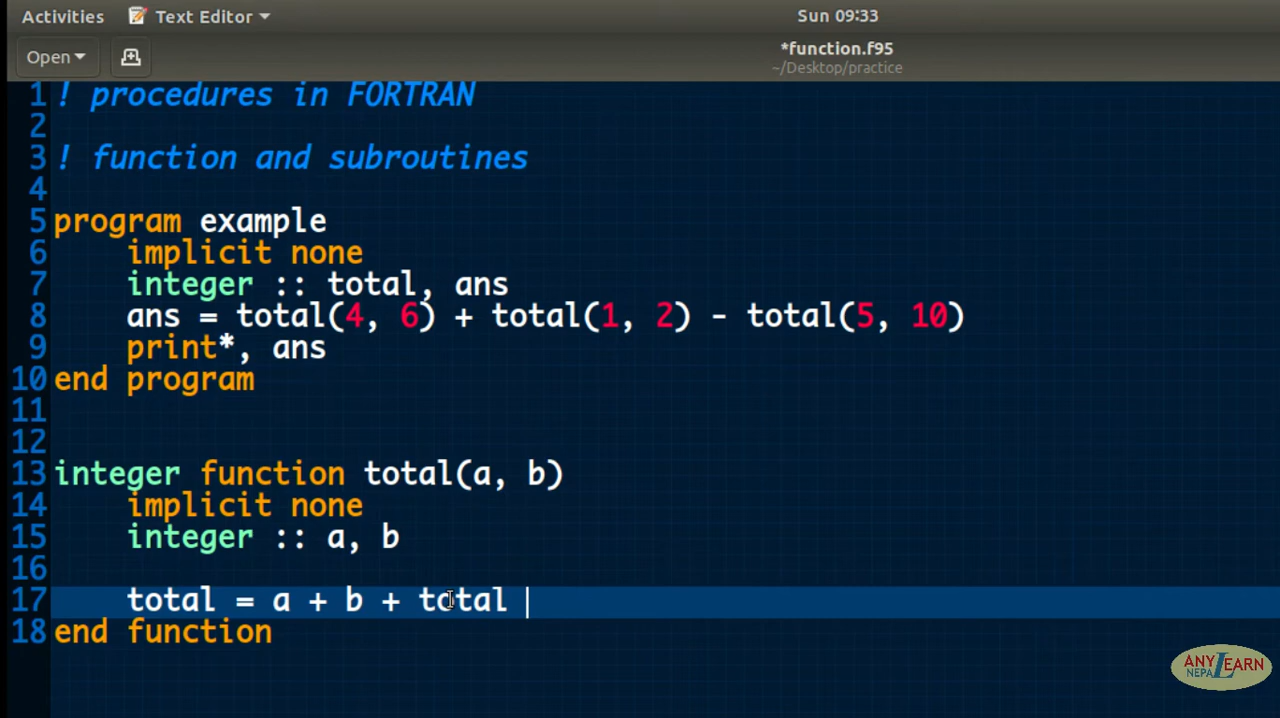 Activities Text Editor Sun 09:33
Open *function.f95
~/Desktop/practice
1 ! procedures in FORTRAN
2
3 ! function and subroutines
4
5 program example
6 implicit none
7 integer :: total, ans
8 ans = total(4, 6) + total(1, 2) - total(5, 10)
9 print*, ans
10 end program
11
12
13 integer function total(a, b)
14 implicit none
15 integer :: a, b
16
17 total = a + b + total
18 end function
ANY LEARN
NEPAL